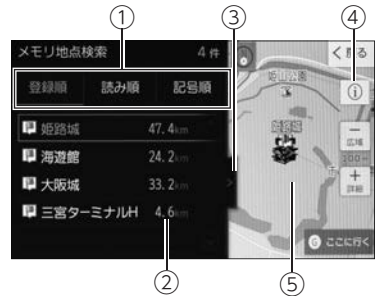 ① ③ ④
メモリ地点検索 4 件
登録順 読み順 記号順
姫路城 47.4km
海遊館 24.2km
大阪城 33.2km
三宮ターミナルH 4.6km
姫山公園
姫路城
戻る
広域
100
詳細
G ここに行く
② ⑤